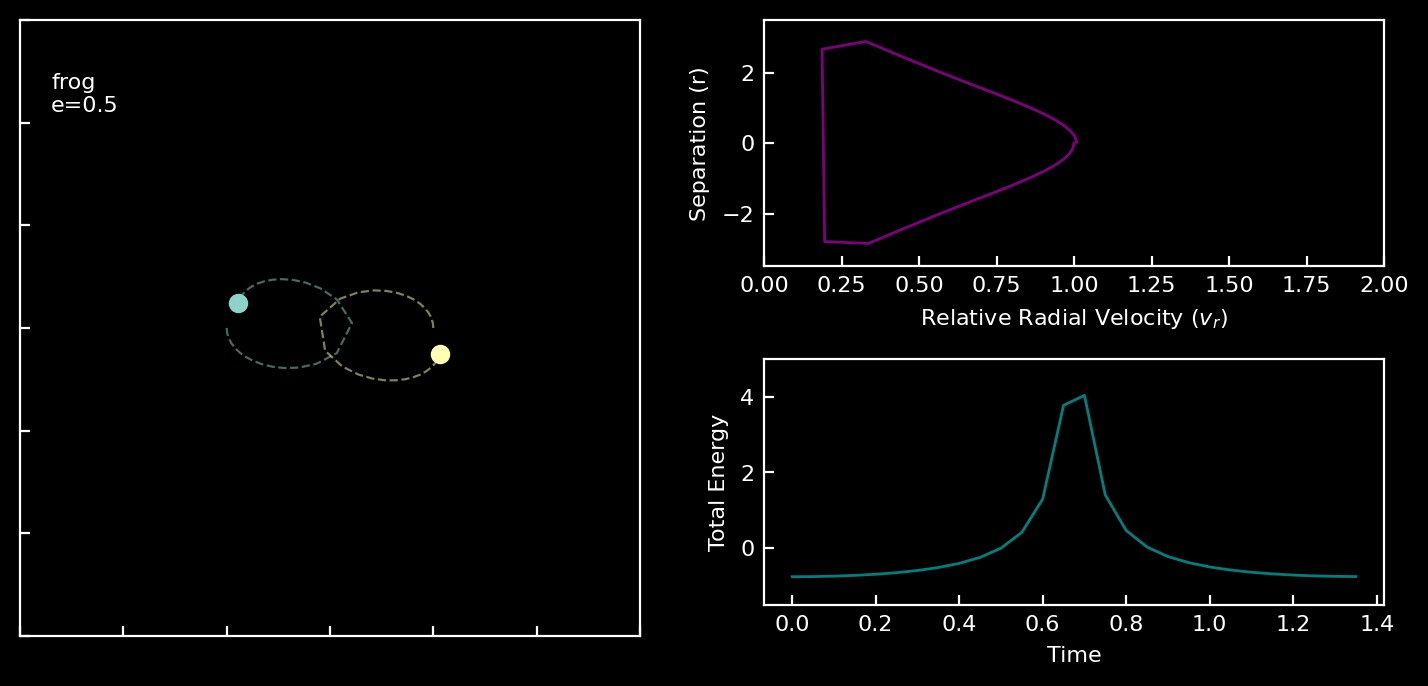 frog
e=0.5
Separation (r)
2
0
−2
0.00 0.25 0.50 0.75 1.00 1.25 1.50 1.75 2.00
Relative Radial Velocity (vᵣ)
Total Energy
4
2
0
0.0 0.2 0.4 0.6 0.8 1.0 1.2 1.4
Time